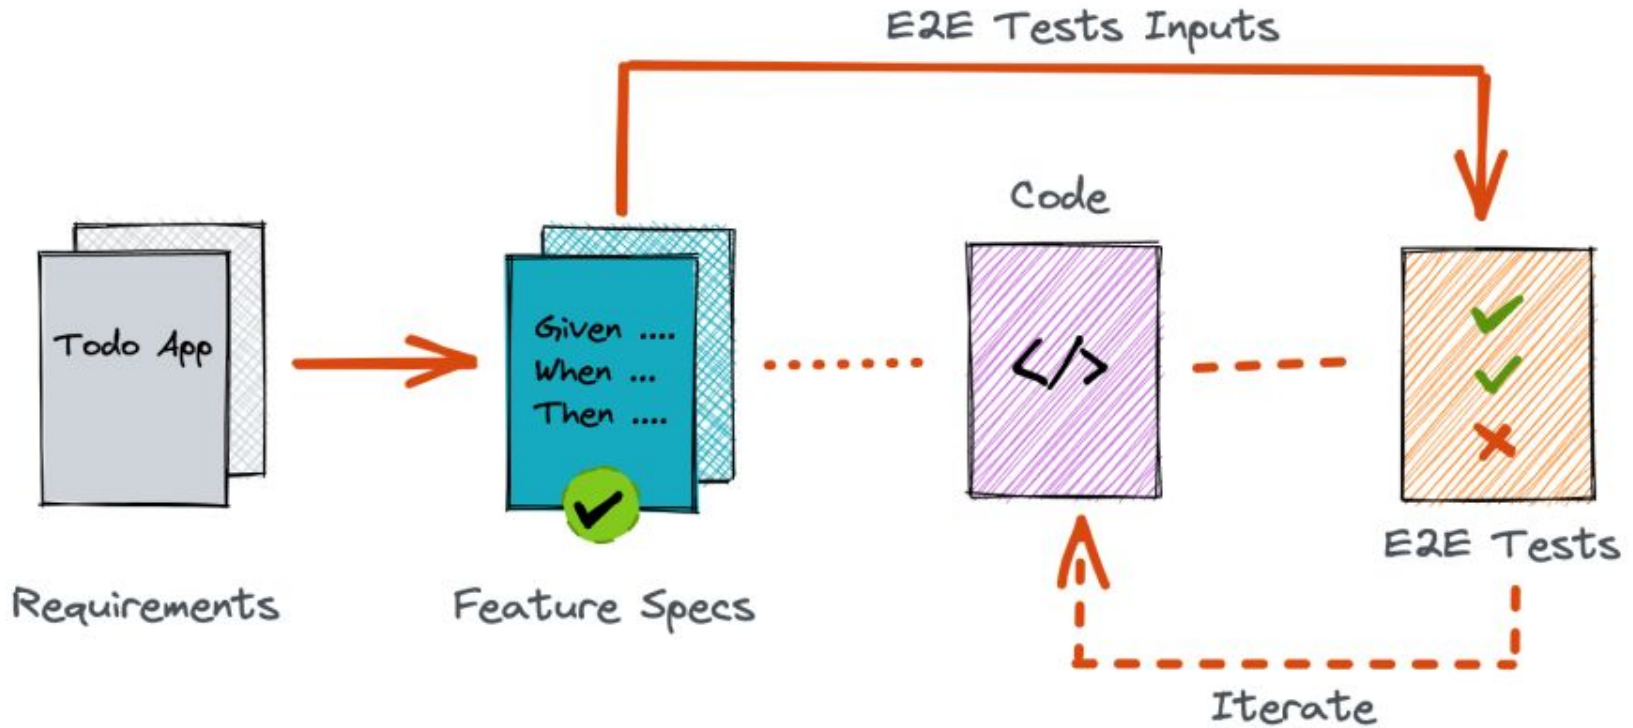 E2E Tests Inputs
Code
Todo App
Given ....
When ...
Then ....
</>
E2E Tests
Requirements
Feature Specs
Iterate